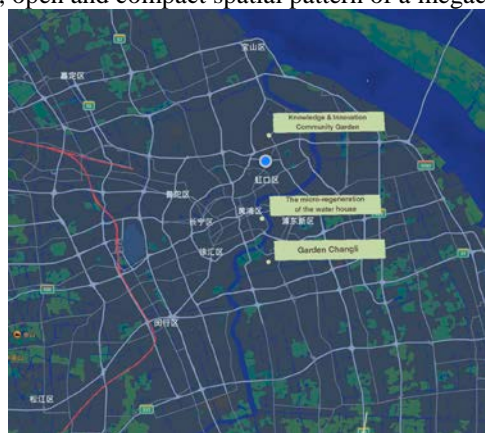 , open and compact spatial pattern of a megac
宝山区
嘉定区
Knowledge & Innovation
Community Garden
虹口区
普陀区
The micro-regeneration
of the water house
黄浦区
长宁区
浦东新区
徐汇区
Garden Changli
闵行区
松江区